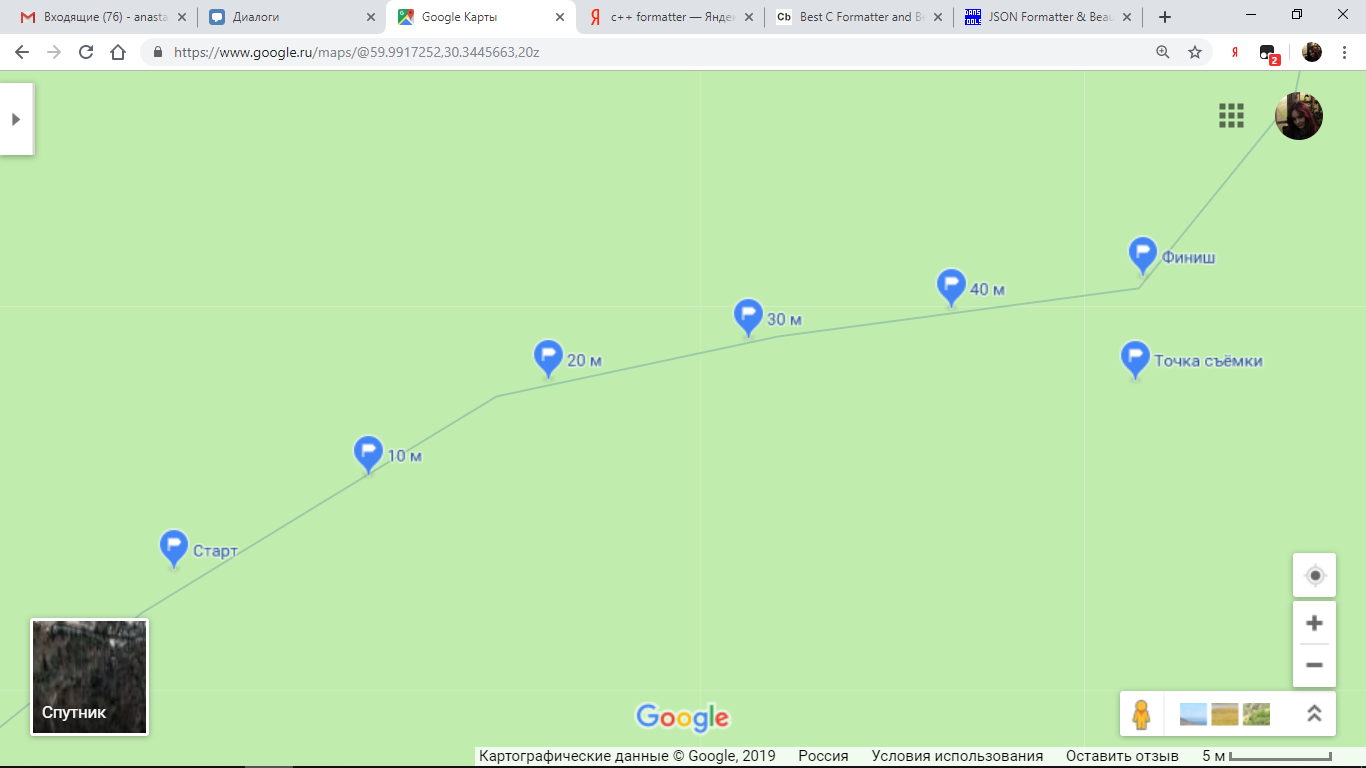 Входящие (76) - anasta
Диалоги
Google Карты
c++ formatter — Янде
Best C Formatter and Be
JSON Formatter & Beau
https://www.google.ru/maps/@59.9917252,30.3445663,20z
2
Финиш
40 м
30 м
20 м
Точка съёмки
10 м
Старт
Спутник
Google
Картографические данные © Google, 2019 Россия Условия использования Оставить отзыв 5 м